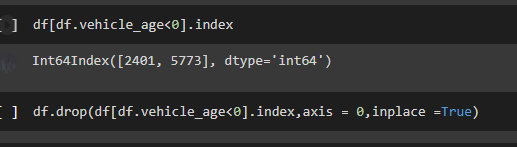 [ ] df[df.vehicle_age<0].index
Int64Index([2401, 5773], dtype='int64')
[ ] df.drop(df[df.vehicle_age<0].index,axis = 0,inplace =True)